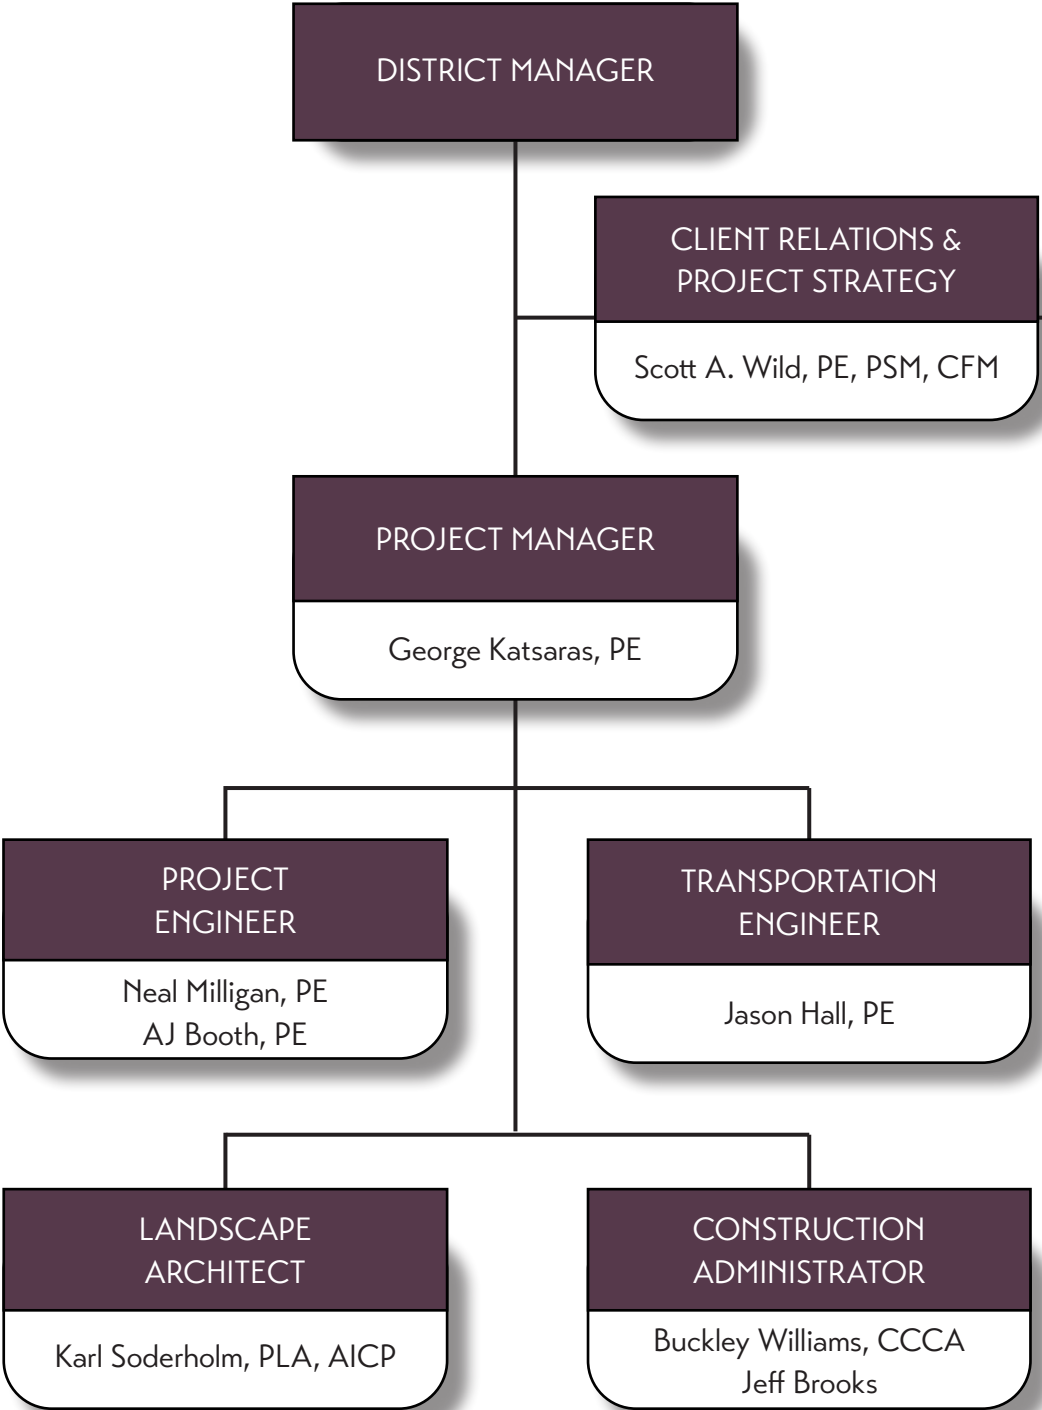 DISTRICT MANAGER
CLIENT RELATIONS &
PROJECT STRATEGY
Scott A. Wild, PE, PSM, CFM
PROJECT MANAGER
George Katsaras, PE
PROJECT
ENGINEER
Neal Milligan, PE
AJ Booth, PE
TRANSPORTATION
ENGINEER
Jason Hall, PE
LANDSCAPE
ARCHITECT
Karl Soderholm, PLA, AICP
CONSTRUCTION
ADMINISTRATOR
Buckley Williams, CCCA
Jeff Brooks